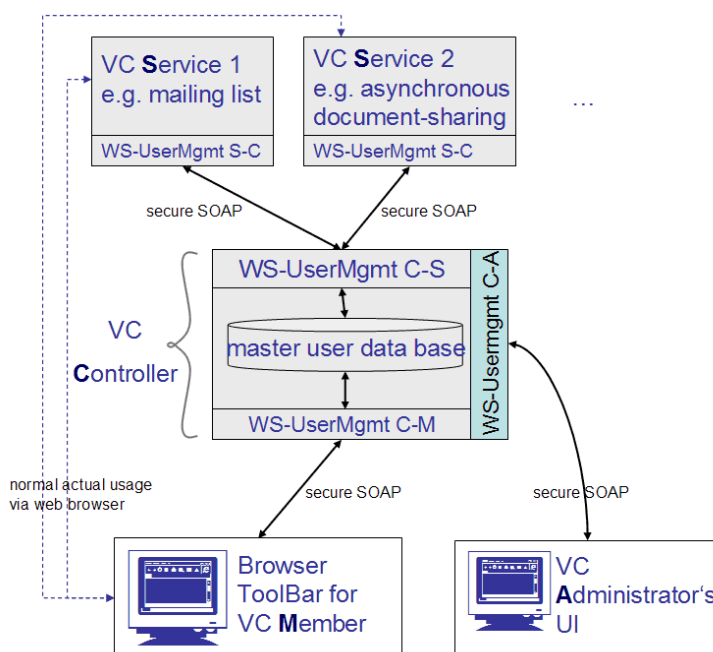 VC Service 1
e.g. mailing list
WS-UserMgmt S-C
VC Service 2
e.g. asynchronous
document-sharing
WS-UserMgmt S-C
...
secure SOAP
secure SOAP
WS-UserMgmt C-S
WS-Usermgmt C-A
VC
Controller
master user data base
WS-UserMgmt C-M
normal actual usage
via web browser
secure SOAP
secure SOAP
Browser
ToolBar for
VC Member
VC
Administrator's
UI